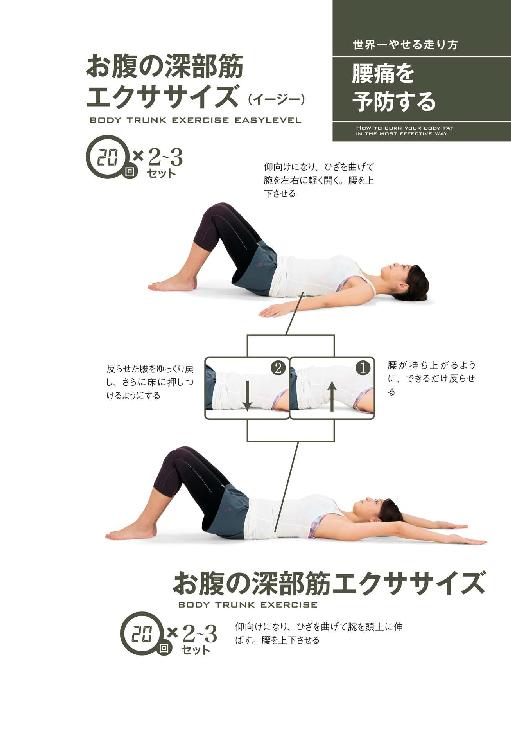 世界一やせる走り方
腰痛を
予防する
HOW TO BURN YOUR BODY FAT
IN THE MOST EFFECTIVE WAY
お腹の深部筋
エクササイズ（イージー）
BODY TRUNK EXERCISE EASYLEVEL
20回×2~3
セット
仰向けになり、ひざを曲げて
腕を左右に軽く開く。腰を上
下させる
反らせた腰をゆっくり戻
し、さらに床に押しつ
けるようにする
2
1
腰が持ち上がるよう
に、できるだけ反らせ
る
お腹の深部筋エクササイズ
BODY TRUNK EXERCISE
20回×2~3
セット
仰向けになり、ひざを曲げて腕を頭上に伸
ばす。腰を上下させる